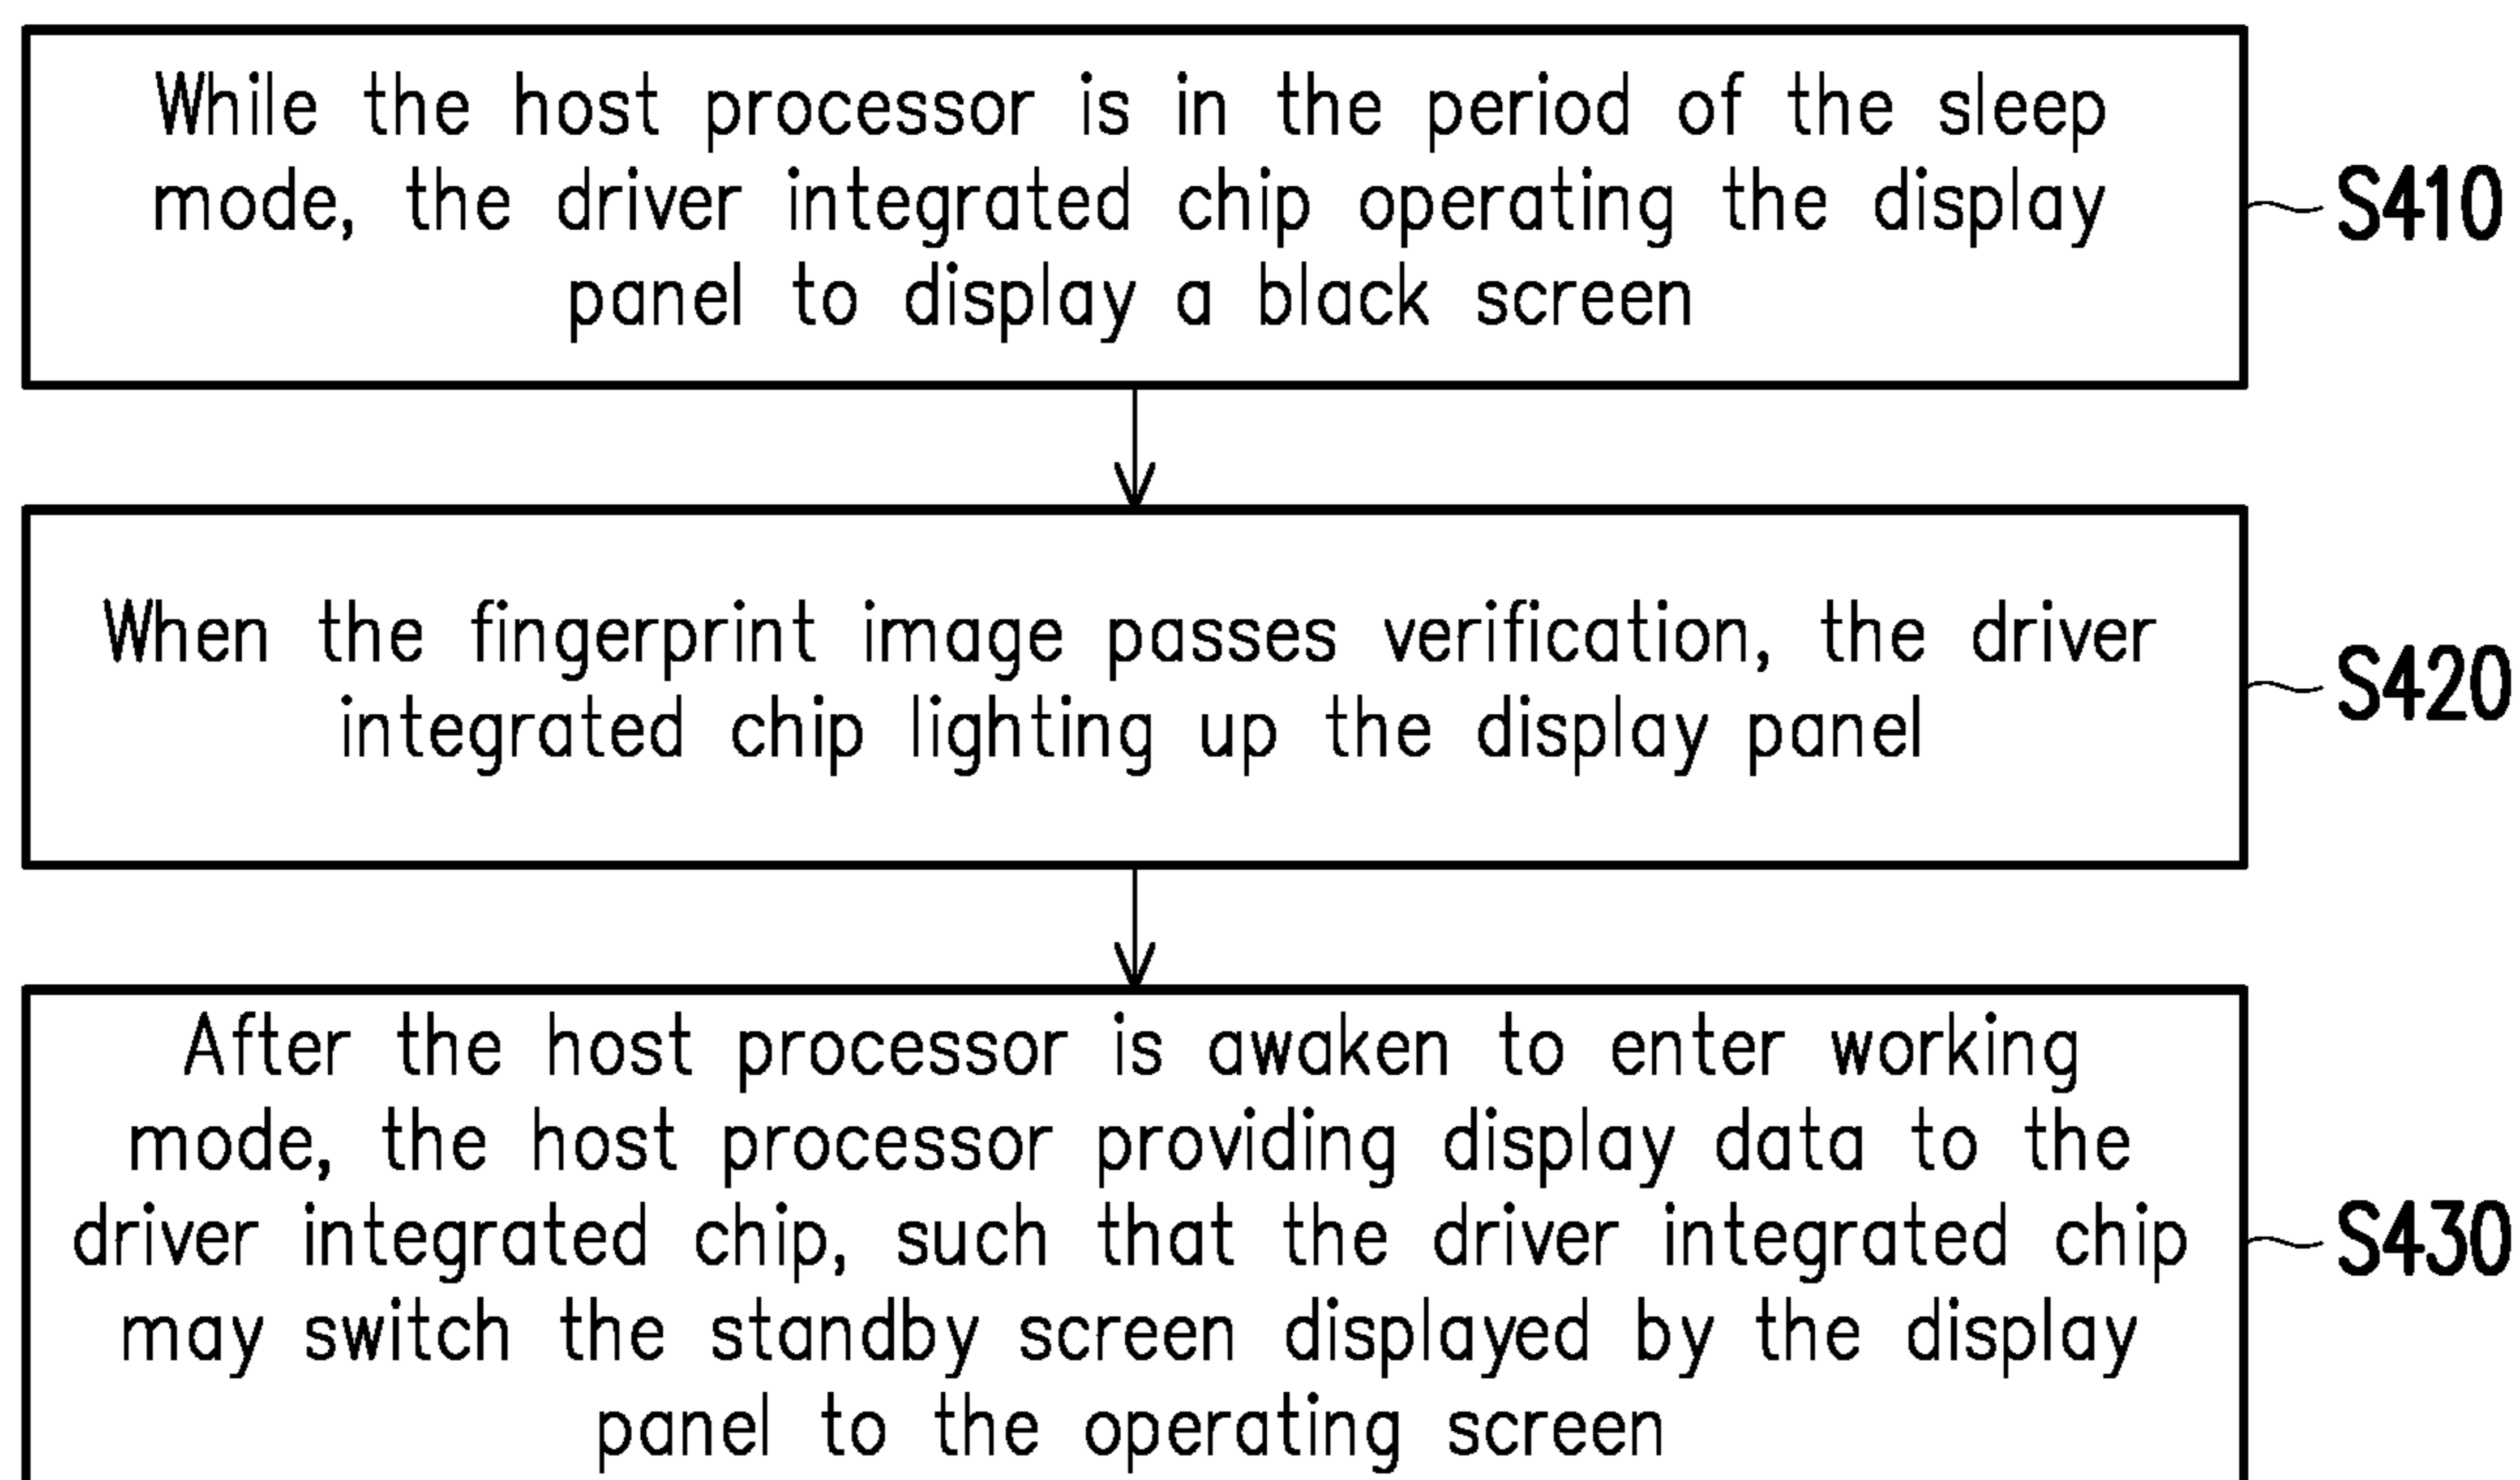 While the host processor is in the period of the sleep
mode, the driver integrated chip operating the display
panel to display a black screen
S410
When the fingerprint image passes verification, the driver
integrated chip lighting up the display panel
S420
After the host processor is awaken to enter working
mode, the host processor providing display data to the
driver integrated chip, such that the driver integrated chip
may switch the standby screen displayed by the display
panel to the operating screen
S430